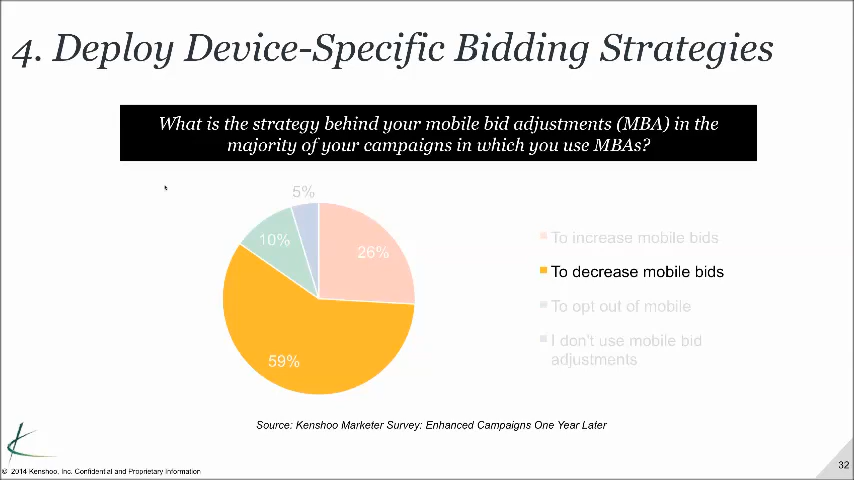 4. Deploy Device-Specific Bidding Strategies
What is the strategy behind your mobile bid adjustments (MBA) in the
majority of your campaigns in which you use MBAs?
5%
10%
26%
59%
To increase mobile bids
To decrease mobile bids
To opt out of mobile
I don't use mobile bid
adjustments
Source: Kenshoo Marketer Survey: Enhanced Campaigns One Year Later
© 2014 Kenshoo, Inc. Confidential and Proprietary Information
32